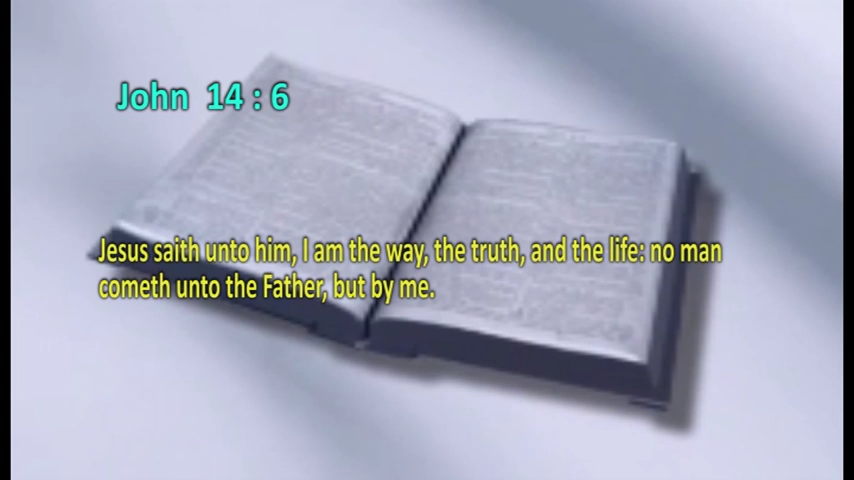 John 14 : 6
Jesus saith unto him, I am the way, the truth, and the life: no man
cometh unto the Father, but by me.